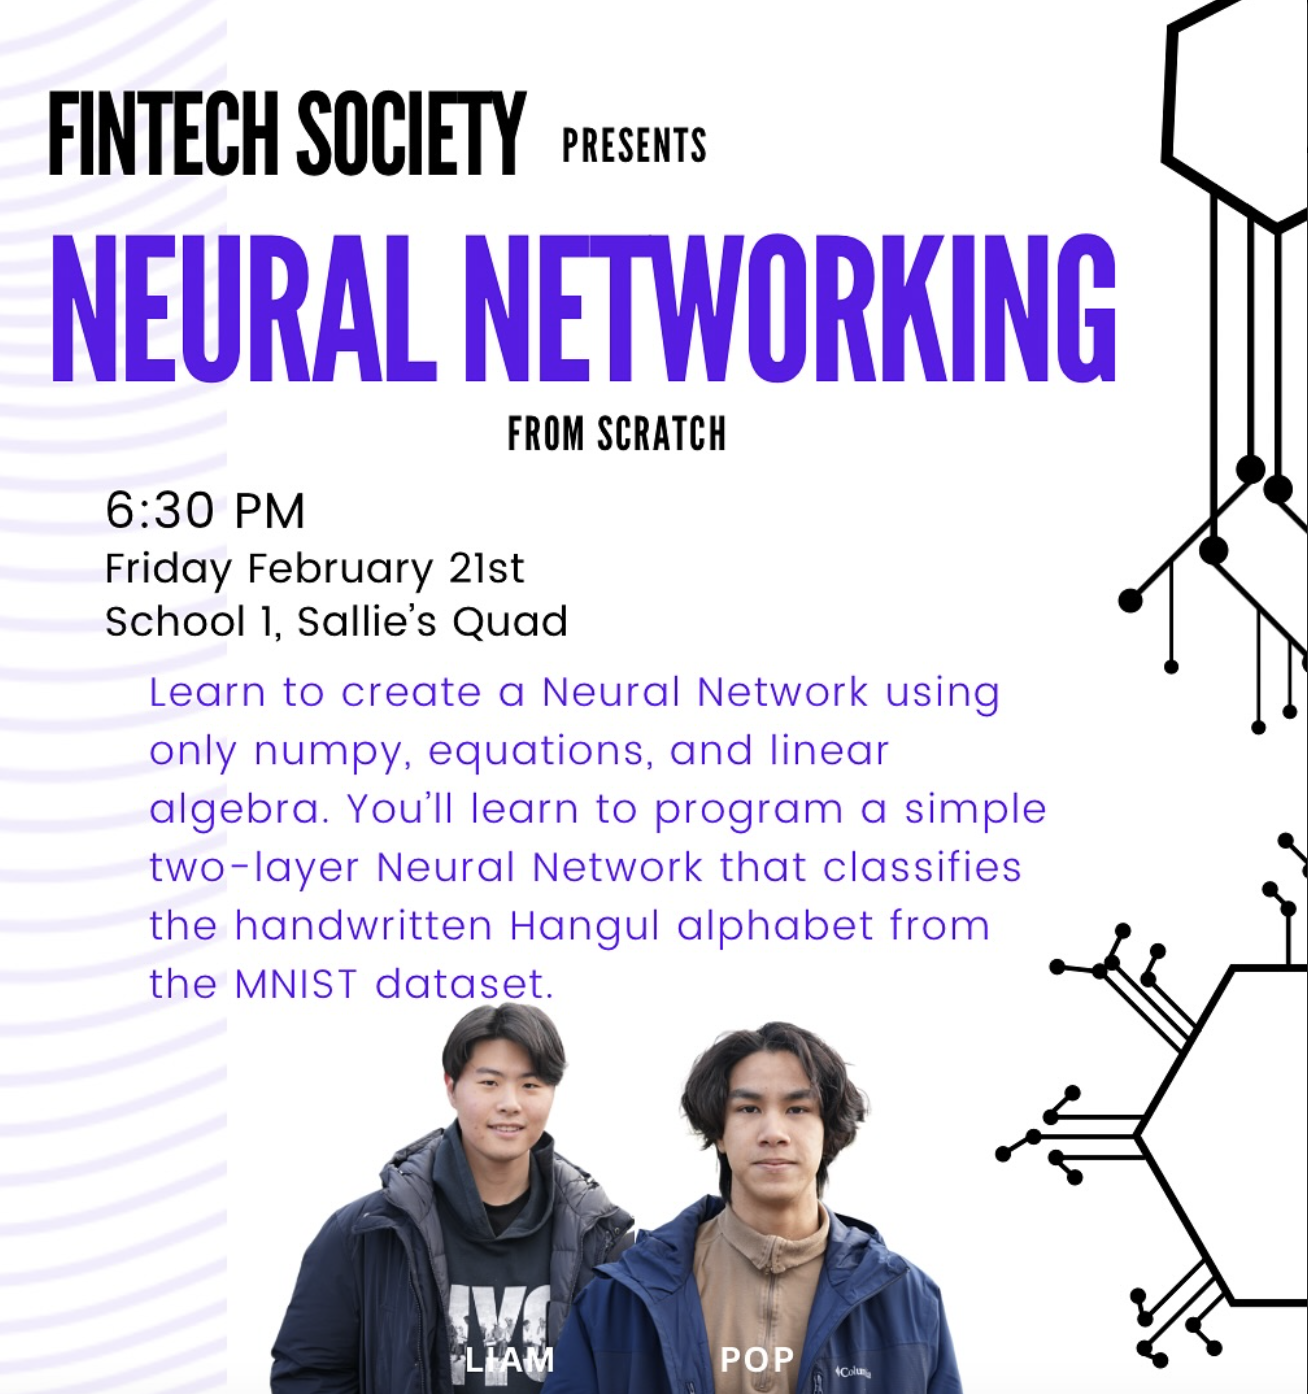 FINTECH SOCIETY PRESENTS
NEURAL NETWORKING
FROM SCRATCH
6:30 PM
Friday February 21st
School 1, Sallie’s Quad
Learn to create a Neural Network using
only numpy, equations, and linear
algebra. You’ll learn to program a simple
two-layer Neural Network that classifies
the handwritten Hangul alphabet from
the MNIST dataset.
LIAM
POP
Columbia